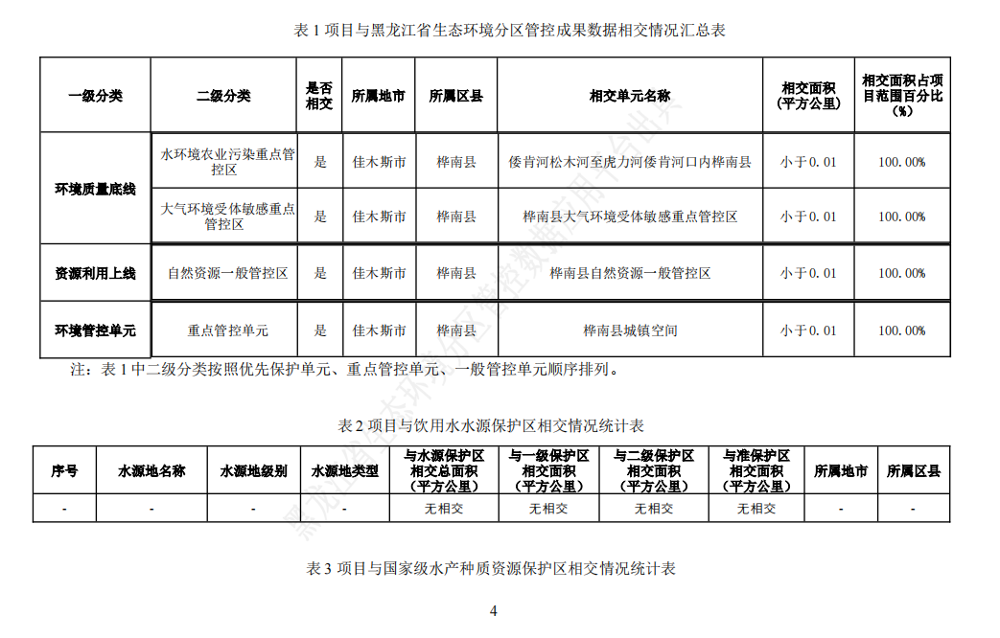 表 1 项目与黑龙江省生态环境分区管控成果数据相交情况汇总表
一级分类 二级分类 是否相交 所属地市 所属区县 相交单元名称 相交面积(平方公里) 相交面积占项目范围百分比（%）
环境质量底线 水环境农业污染重点管控区 是 佳木斯市 桦南县 倭肯河松木河至虎力河倭肯河口内桦南县 小于0.01 100.00%
大气环境受体敏感重点管控区 是 佳木斯市 桦南县 桦南县大气环境受体敏感重点管控区 小于0.01 100.00%
资源利用上线 自然资源一般管控区 是 佳木斯市 桦南县 桦南县自然资源一般管控区 小于0.01 100.00%
环境管控单元 重点管控单元 是 佳木斯市 桦南县 桦南县城镇空间 小于0.01 100.00%
注：表 1 中二级分类按照优先保护单元、重点管控单元、一般管控单元顺序排列。
表 2 项目与饮用水水源保护区相交情况统计表
序号 水源地名称 水源地级别 水源地类型 与水源保护区相交总面积（平方公里） 与一级保护区相交面积（平方公里） 与二级保护区相交面积（平方公里） 与准保护区相交面积（平方公里） 所属地市 所属区县
- - - - 无相交 无相交 无相交 无相交 - -
表 3 项目与国家级水产种质资源保护区相交情况统计表
4
黑龙江省生态环境分区管控数据应用平台出具